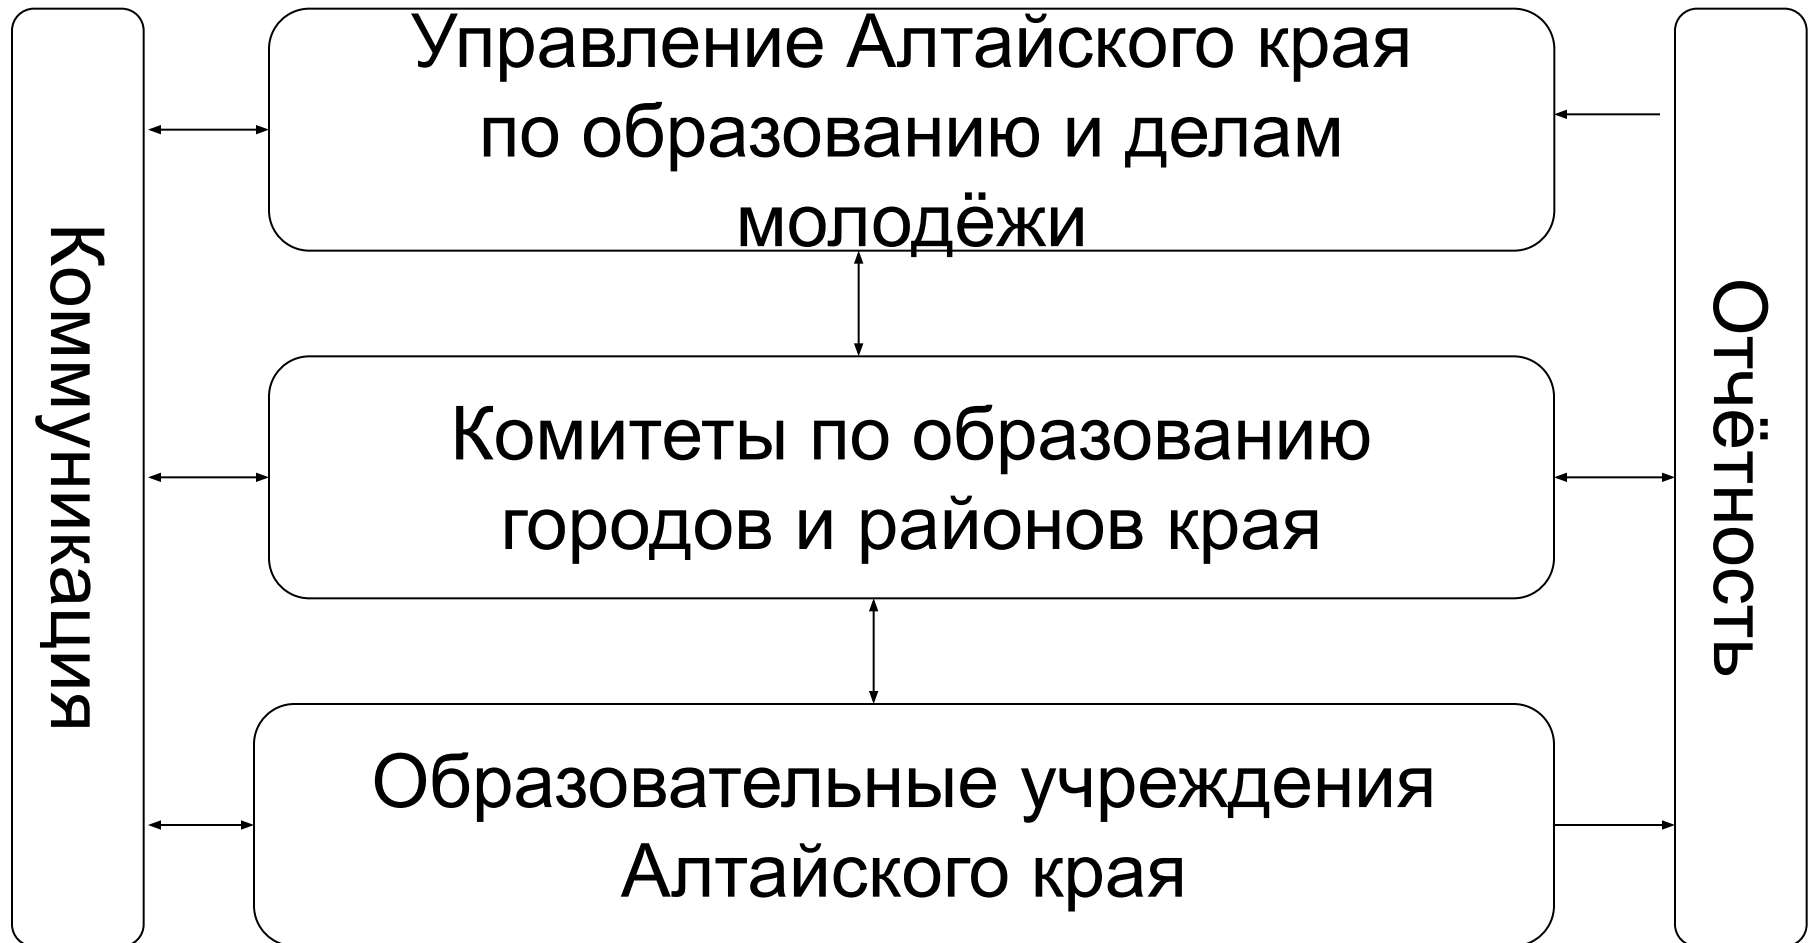 Коммуникация
Управление Алтайского края
по образованию и делам
молодёжи
Комитеты по образованию
городов и районов края
Образовательные учреждения
Алтайского края
Отчётность